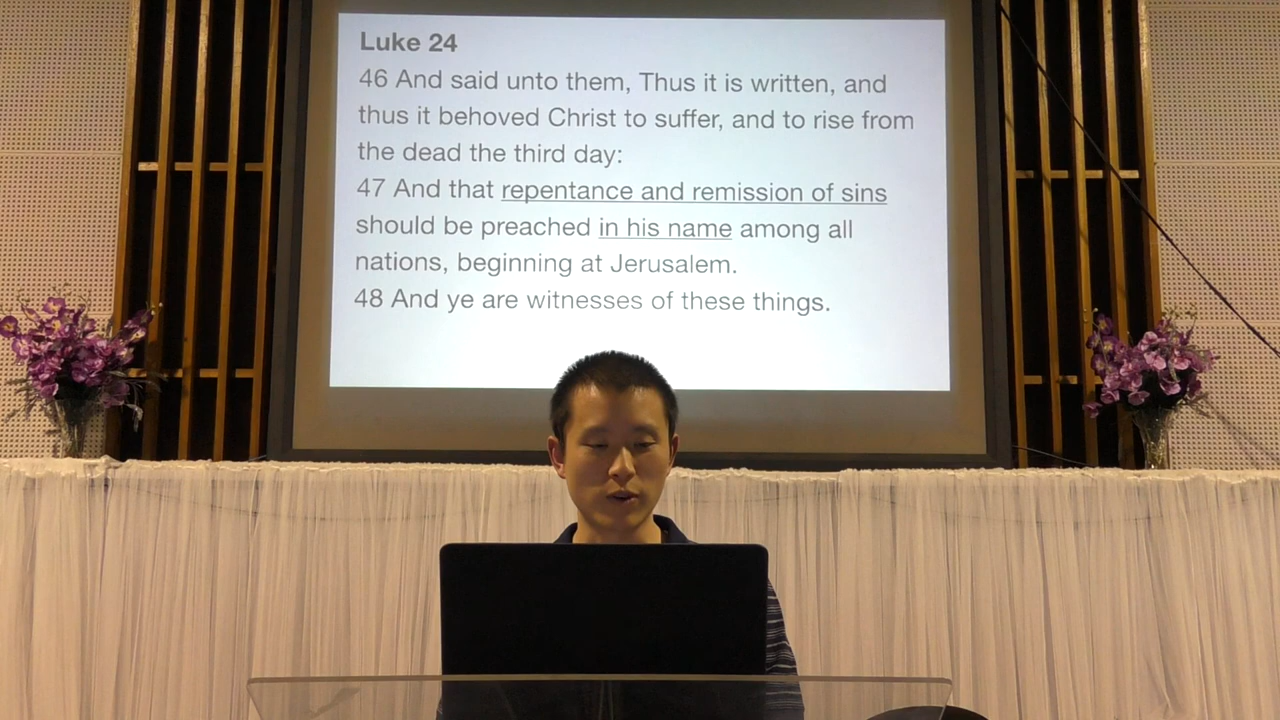 Luke 24
46 And said unto them, Thus it is written, and
thus it behoved Christ to suffer, and to rise from
the dead the third day:
47 And that repentance and remission of sins
should be preached in his name among all
nations, beginning at Jerusalem.
48 And ye are witnesses of these things.